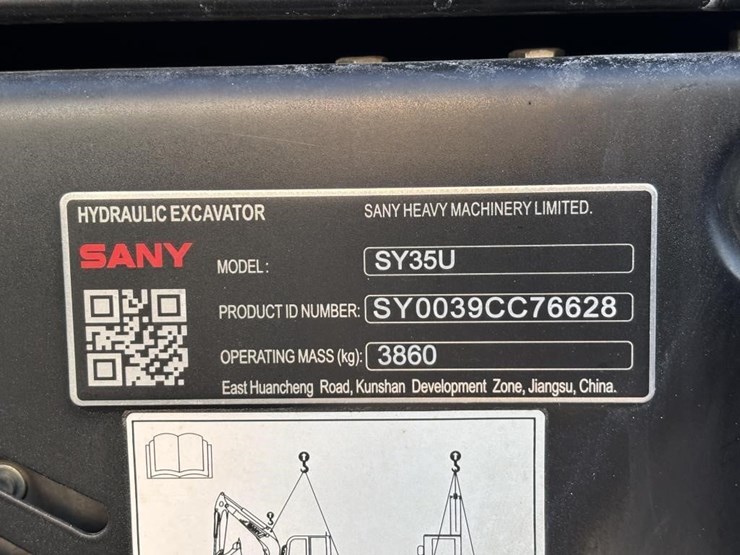 HYDRAULIC EXCAVATOR SANY HEAVY MACHINERY LIMITED.
SANY MODEL: SY35U
PRODUCT ID NUMBER: SY0039CC76628
OPERATING MASS (kg): 3860
East Huancheng Road, Kunshan Development Zone, Jiangsu, China.